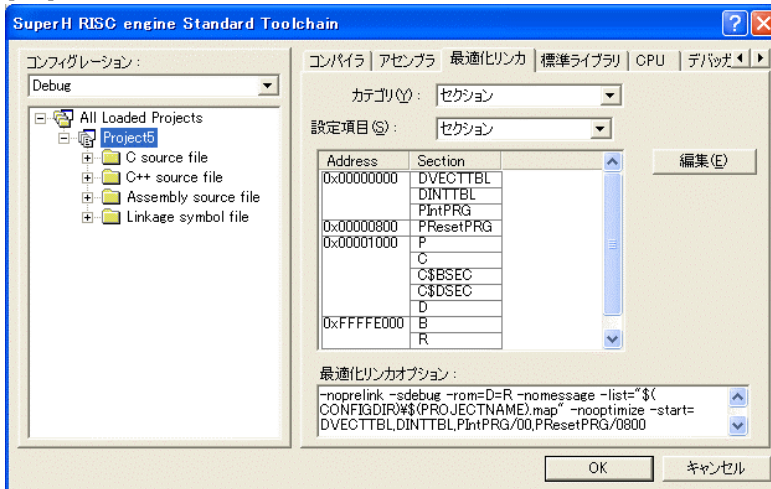 SuperH RISC engine Standard Toolchain
コンフィグレーション :
Debug
All Loaded Projects
Project5
C source file
C++ source file
Assembly source file
Linkage symbol file
コンパイラ アセンブラ 最適化リンカ 標準ライブラリ CPU デバッガ
カテゴリ(Y) : セクション
設定項目(S) : セクション
Address Section
0x00000000 DVECTTBL
DINTTBL
PIntPRG
0x00000800 PResetPRG
0x00001000 P
C
C$BSEC
C$DSEC
D
0xFFFFE000 B
R
編集(E)
最適化リンカオプション :
-noprelink -sdebug -rom=D=R -nomessage -list="$(
CONFIGDIR)¥$(PROJECTNAME).map" -nooptimize -start=
DVECTTBL,DINTTBL,PIntPRG/00,PResetPRG/0800
OK キャンセル